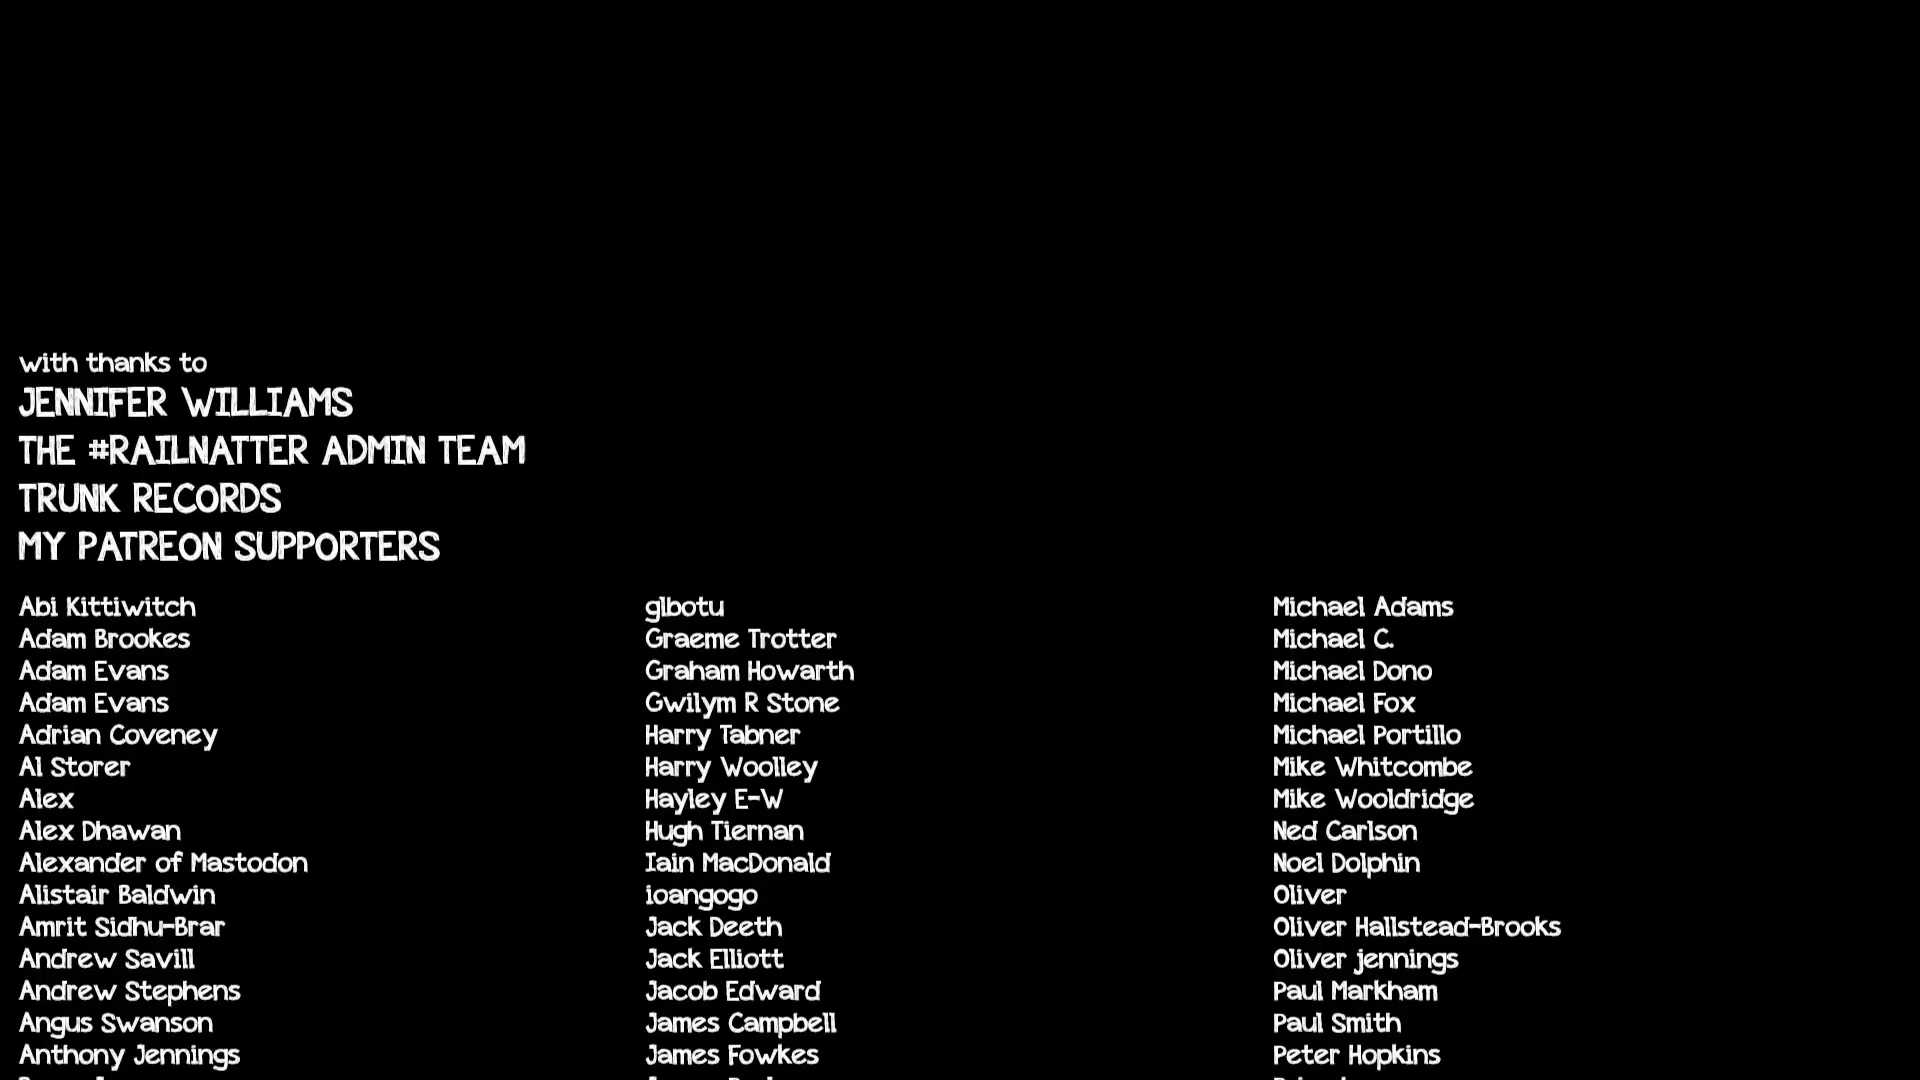 with thanks to
JENNIFER WILLIAMS
THE #RAILNATTER ADMIN TEAM
TRUNK RECORDS
MY PATREON SUPPORTERS
Abi Kittiwitch
Adam Brookes
Adam Evans
Adam Evans
Adrian Coveney
Al Storer
Alex
Alex Dhawan
Alexander of Mastodon
Alistair Baldwin
Amrit Sidhu-Brar
Andrew Savill
Andrew Stephens
Angus Swanson
Anthony Jennings
glbotu
Graeme Trotter
Graham Howarth
Gwilym R Stone
Harry Tabner
Harry Woolley
Hayley E-W
Hugh Tiernan
Iain MacDonald
ioangogo
Jack Deeth
Jack Elliott
Jacob Edward
James Campbell
James Fowkes
Michael Adams
Michael C.
Michael Dono
Michael Fox
Michael Portillo
Mike Whitcombe
Mike Wooldridge
Ned Carlson
Noel Dolphin
Oliver
Oliver Hallstead-Brooks
Oliver jennings
Paul Markham
Paul Smith
Peter Hopkins